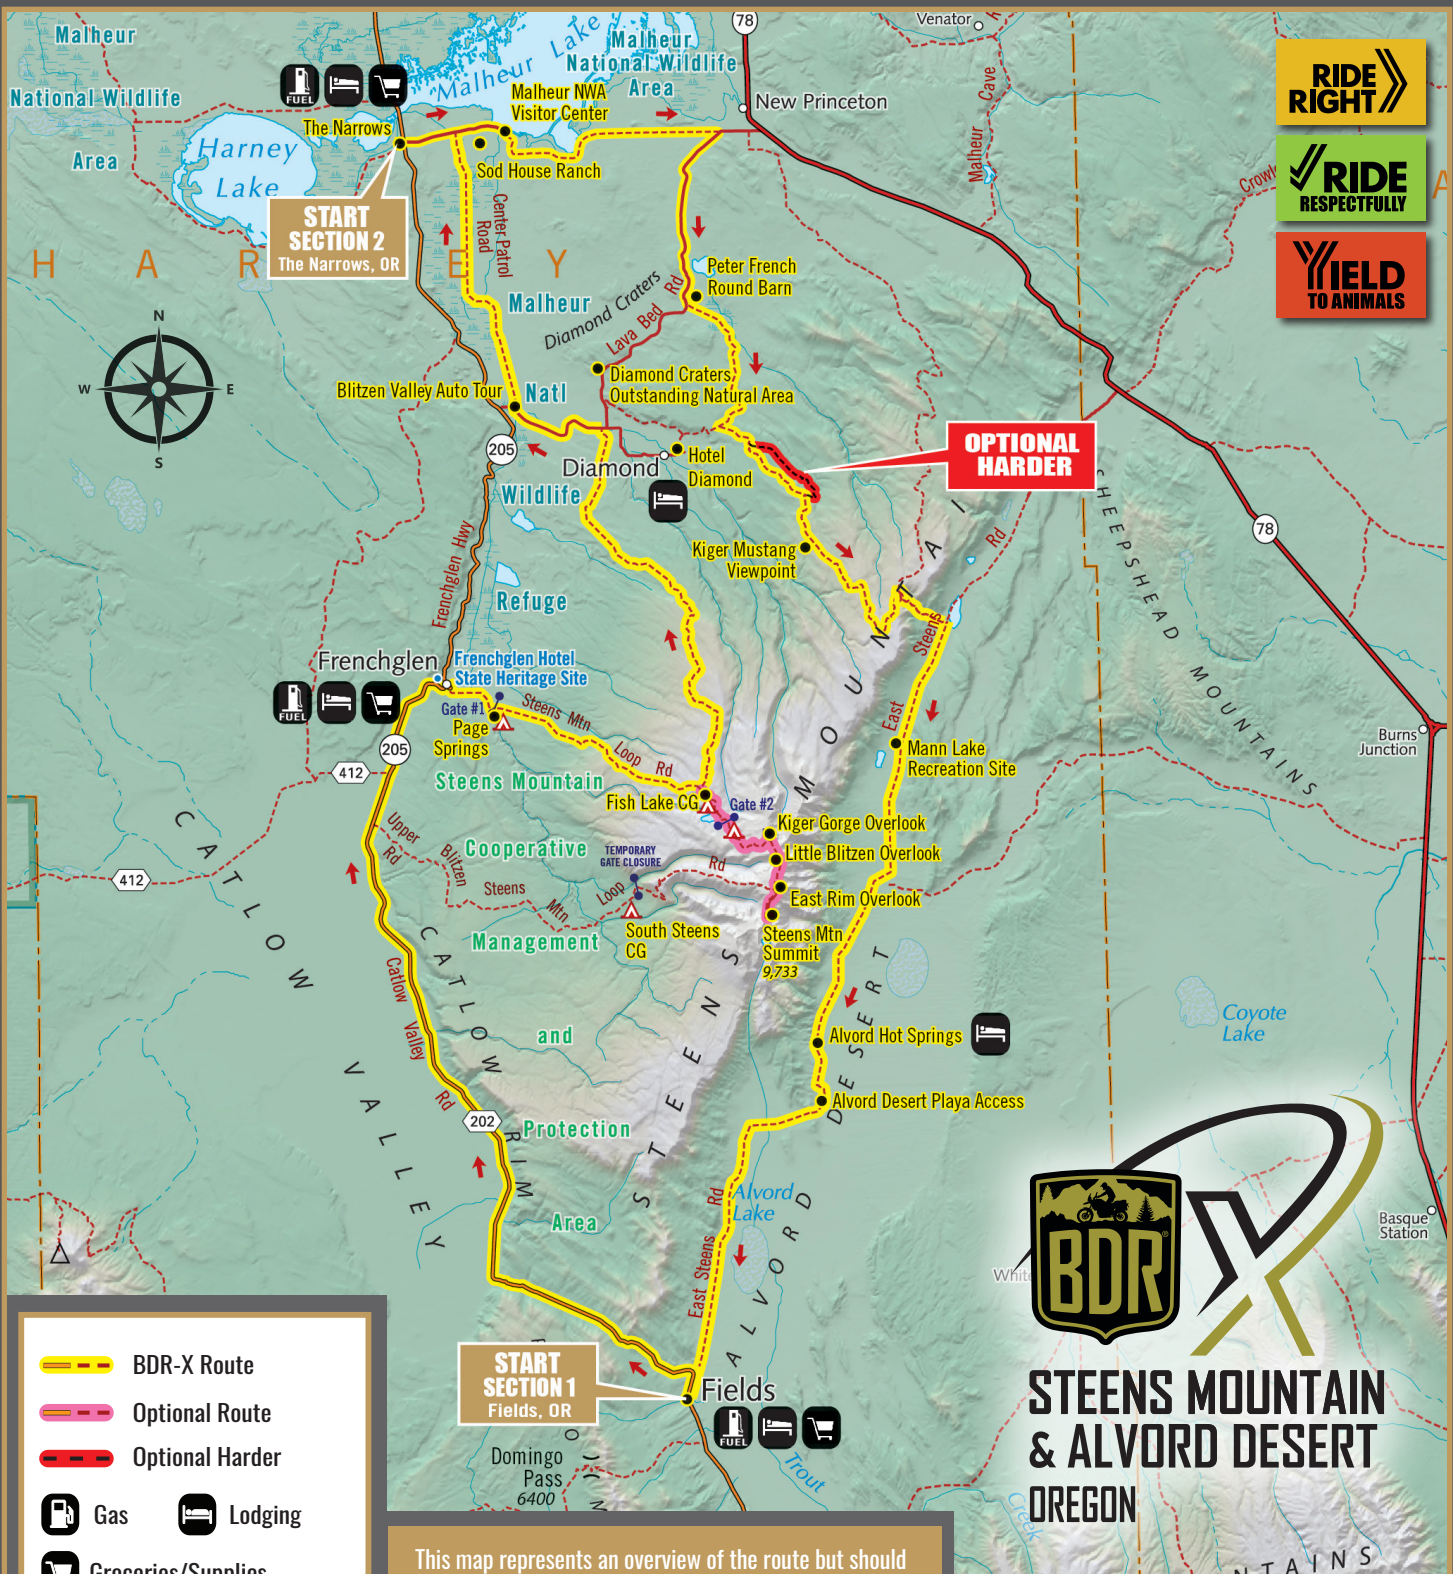 Malheur
National Wildlife
Area
Harney
Lake
Malheur Lake
Malheur
National Wildlife
Area
78
Venator
Malheur Cave
New Princeton
RIDE
RIGHT
RIDE
RESPECTFULLY
YIELD
TO ANIMALS
FUEL
The Narrows
Malheur NWA
Visitor Center
Sod House Ranch
START
SECTION 2
The Narrows, OR
H A R N E Y
Center Patrol
Road
Malheur
Diamond Craters
Lava Bed Rd
Peter French
Round Barn
N
W
E
S
Blitzen Valley Auto Tour
Natl
Diamond Craters
Outstanding Natural Area
OPTIONAL
HARDER
205
Diamond
Hotel
Diamond
Wildlife
78
Frenchglen Hwy
Kiger Mustang
Viewpoint
Refuge
East Steens Rd
SHEEPSHEAD MOUNTAINS
Frenchglen
Frenchglen Hotel
State Heritage Site
FUEL
Gate #1
Page
Springs
Steens Mtn Loop Rd
205
412
Steens Mountain
Mann Lake
Recreation Site
Burns
Junction
Fish Lake CG
Gate #2
Kiger Gorge Overlook
Little Blitzen Overlook
East Rim Overlook
Steens Mtn
Summit
9,733
Upper Blitzen Rd
Cooperative
TEMPORARY
GATE CLOSURE
Steens Mtn Loop Rd
412
South Steens
CG
Management
STEENS MOUNTAI
CATLOW VALLEY
CATLOW RIM
Catlow Valley Rd
and
Alvord Hot Springs
Alvord Desert Playa Access
Coyote
Lake
202
Protection
Area
Alvord
Lake
East Steens Rd
ALVORD DESERT
Basque
Station
White
BDR
X
STEENS MOUNTAIN
& ALVORD DESERT
OREGON
START
SECTION 1
Fields, OR
Fields
FUEL
Domingo
Pass
6400
Trout
Creek
NTAINS
BDR-X Route
Optional Route
Optional Harder
Gas
Lodging
Groceries/Supplies
This map represents an overview of the route but should